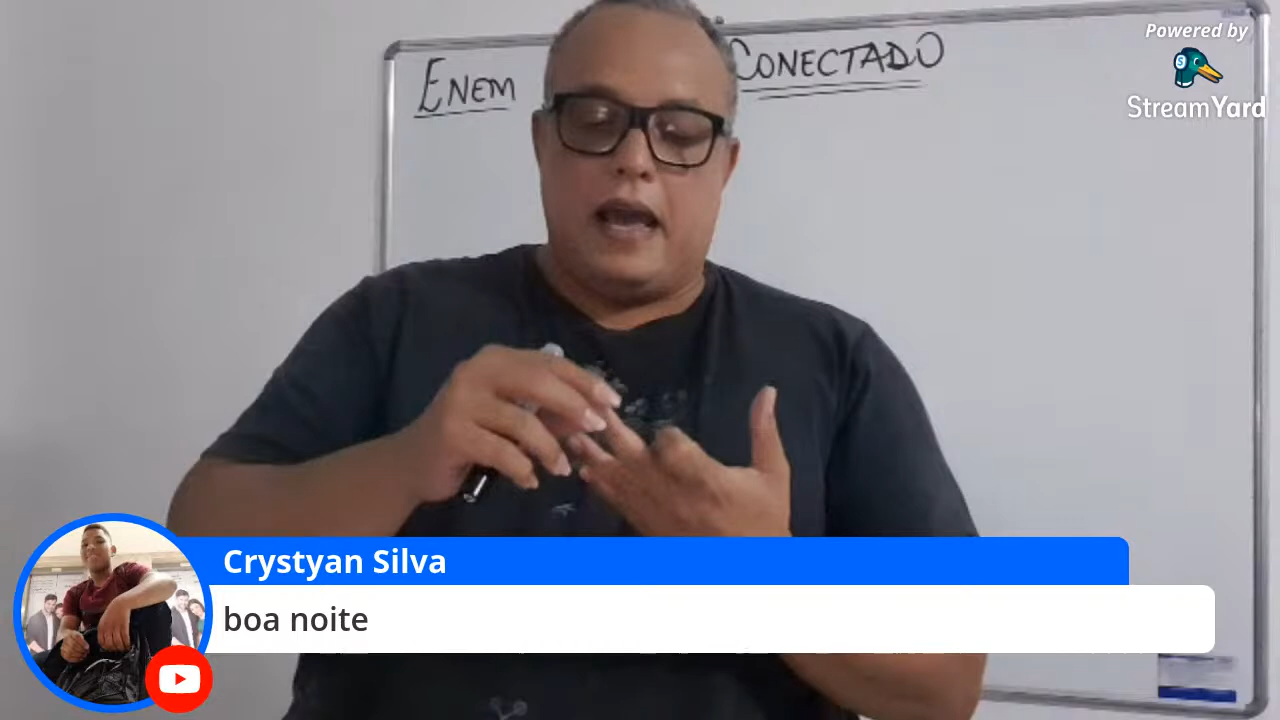 Powered by
StreamYard
ENEM CONECTADO
Crystyan Silva
boa noite